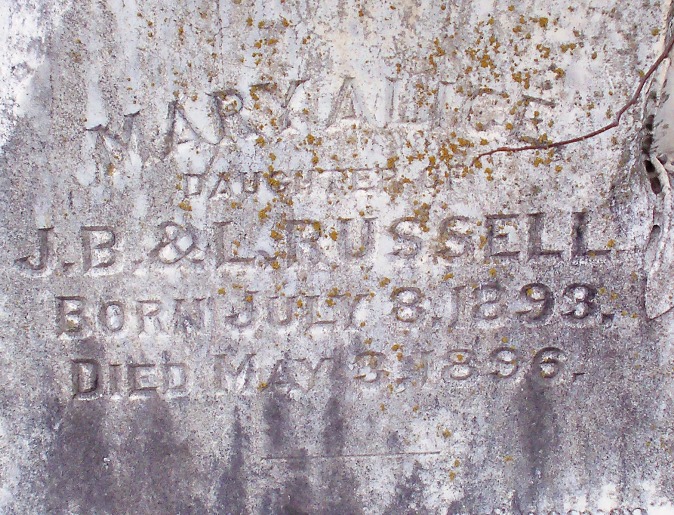 MARY ALICE
DAUGHTER OF
J.B. & L. RUSSELL
BORN JULY 8, 1893.
DIED MAY 3, 1896.